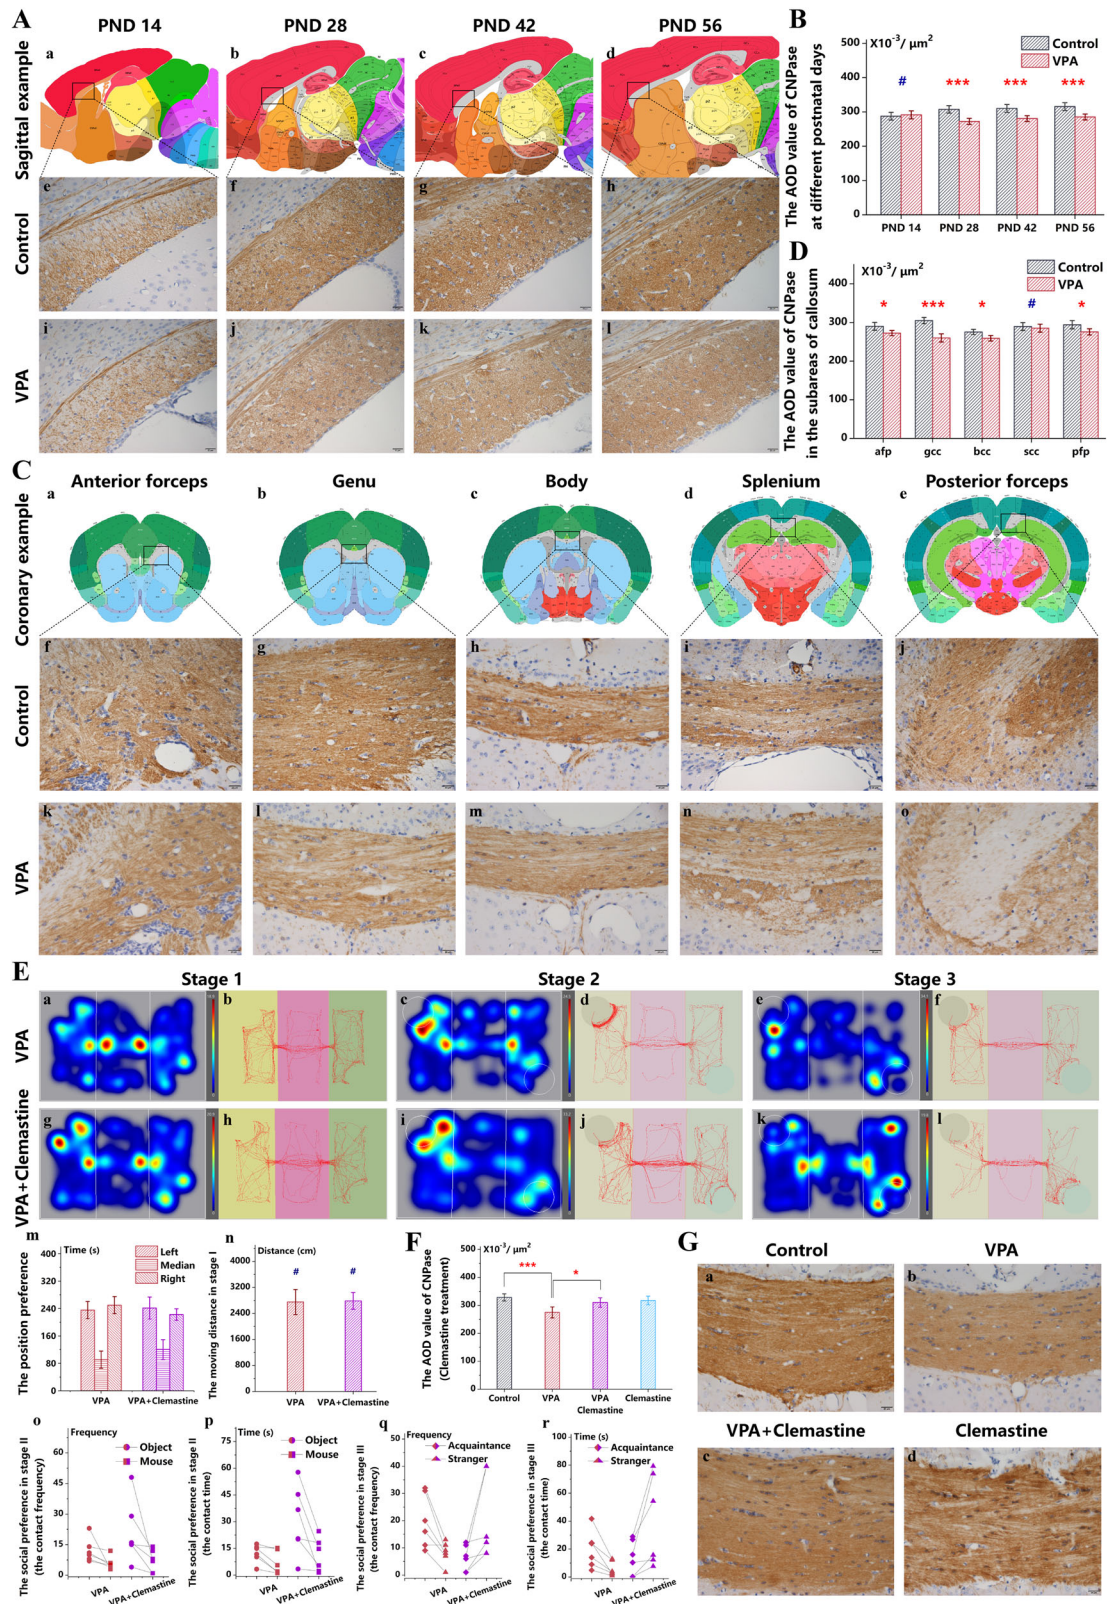 A
PND 14
PND 28
PND 42
PND 56
Sagittal example
a
b
c
d
Control
e
f
g
h
VPA
i
j
k
l
B
X10⁻³/ μm²
Control
VPA
The AOD value of CNPase
at different postnatal days
500
400
300
200
100
0
#
***
***
***
PND 14
PND 28
PND 42
PND 56
D
X10⁻³/ μm²
Control
VPA
The AOD value of CNPase
in the subareas of callosum
400
300
200
100
0
*
***
*
#
*
afp
gcc
bcc
scc
pfp
C
Anterior forceps
Genu
Body
Splenium
Posterior forceps
Coronary example
a
b
c
d
e
Control
f
g
h
i
j
VPA
k
l
m
n
o
E
Stage 1
Stage 2
Stage 3
VPA
a
b
c
d
e
f
VPA+Clemastine
g
h
i
j
k
l
m
Time (s)
Left
Median
Right
The position preference
400
320
240
160
80
0
VPA
VPA+Clemastine
n
Distance (cm)
The moving distance in stage I
3600
3000
2400
1800
1200
600
0
#
#
VPA
VPA+Clemastine
F
X10⁻³/ μm²
The AOD value of CNPase
(Clemastine treatment)
400
300
200
100
0
***
*
Control
VPA
VPA
Clemastine
Clemastine
G
Control
VPA
a
b
VPA+Clemastine
Clemastine
c
d
o
Frequency
Object
Mouse
The social preference in stage II
(the contact frequency)
60
45
30
15
0
VPA
VPA+Clemastine
p
Time (s)
Object
Mouse
The social preference in stage II
(the contact time)
75
60
45
30
15
0
VPA
VPA+Clemastine
q
Frequency
Acquaintance
Stranger
The social preference in stage III
(the contact frequency)
50
40
30
20
10
0
VPA
VPA+Clemastine
r
Time (s)
Acquaintance
Stranger
The social preference in stage III
(the contact time)
100
80
60
40
20
0
VPA
VPA+Clemastine